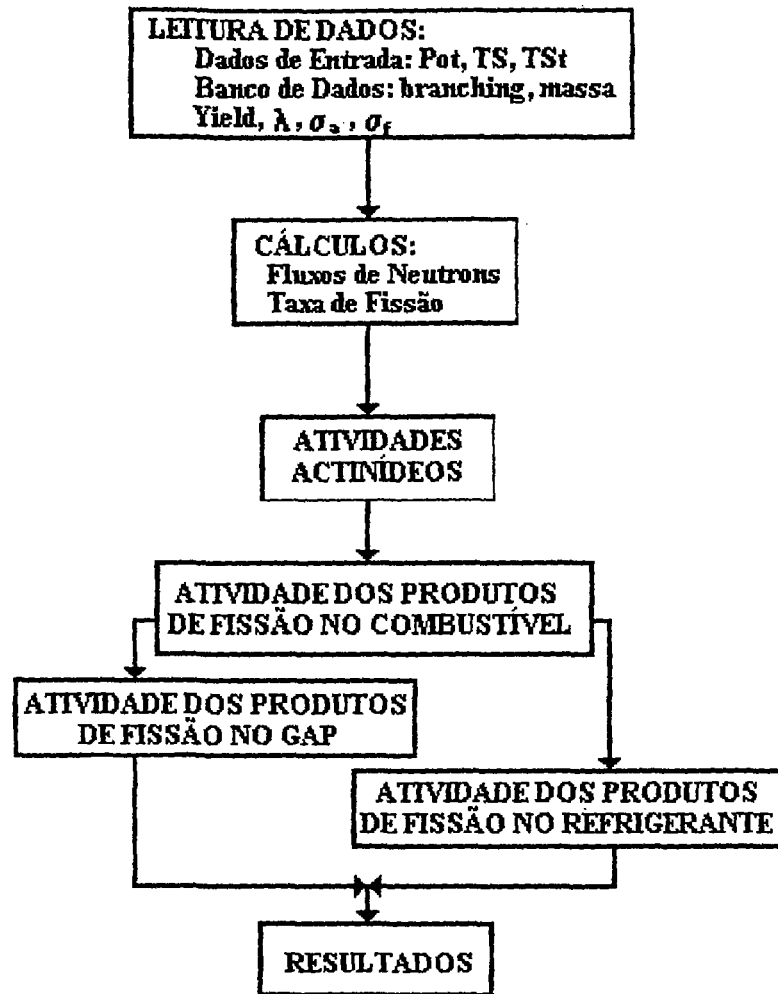 LEITURA DE DADOS:
Dados de Entrada: Pot, TS, TSt
Banco de Dados: branching, massa
Yield, λ, σₐ, σf
CÁLCULOS:
Fluxos de Neutrons
Taxa de Fissão
ATIVIDADES
ACTINÍDEOS
ATIVIDADE DOS PRODUTOS
DE FISSÃO NO COMBUSTÍVEL
ATIVIDADE DOS PRODUTOS
DE FISSÃO NO GAP
ATIVIDADE DOS PRODUTOS
DE FISSÃO NO REFRIGERANTE
RESULTADOS